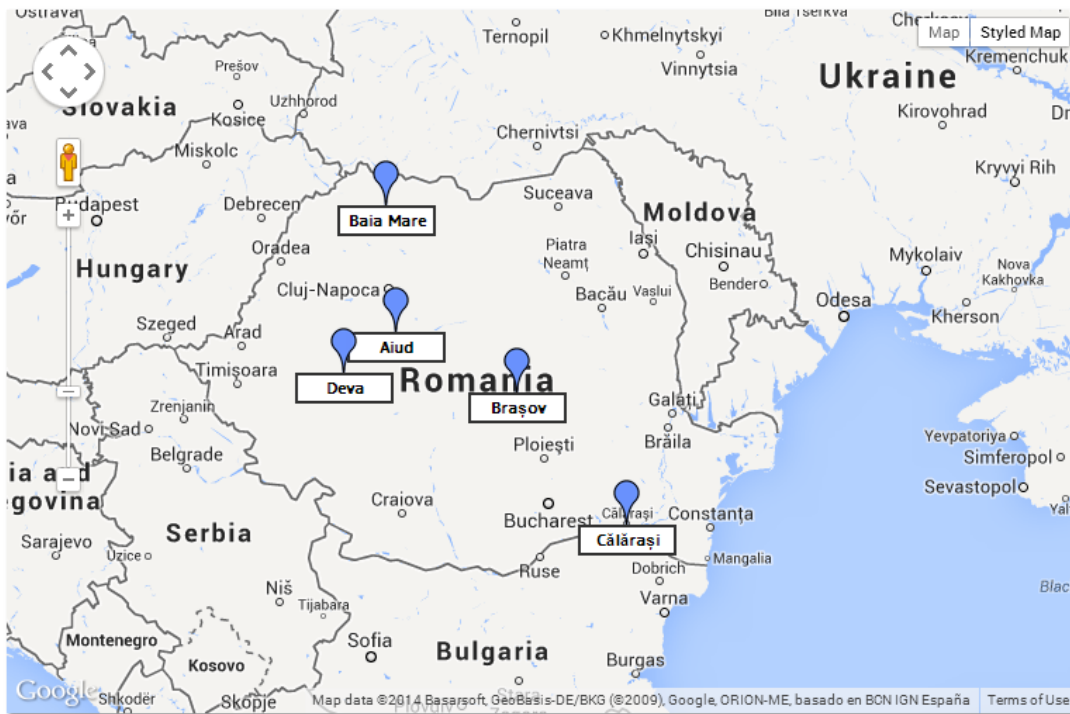 Ostrava
Bila Tserkva
Ternopil
Khmelnytskyi
Map
Styled Map
Vinnytsia
Kremenchuk
Ukraine
Prešov
Slovakia
Uzhhorod
Kosice
Kirovohrad
Chernivtsi
Miskolc
Kryvyi Rih
Budapest
Debrecen
Suceava
Baia Mare
Moldova
Oradea
Iași
Piatra
Neamț
Chisinau
Mykolaiv
Hungary
Nova
Kakhovka
Cluj-Napoca
Bacău
Vaslui
Bender
Odesa
Kherson
Szeged
Arad
Aiud
Timișoara
Deva
Romania
Brașov
Zrenjanin
Galați
Novi Sad
Brăila
Yevpatoriya
Ploiești
Belgrade
Simferopol
Sevastopol
Craiova
Bucharest
Călărași
Constanța
Serbia
Sarajevo
Călărași
Užice
Mangalia
Ruse
Dobrich
Niš
Varna
Tijabara
Montenegro
Sofia
Bulgaria
Kosovo
Burgas
Google
Shkodër
Skopje
Plovdiv
Stara
Zagora
Map data ©2014 Basarsoft, GeoBasis-DE/BKG (©2009), Google, ORION-ME, basado en BCN IGN España
Terms of Use